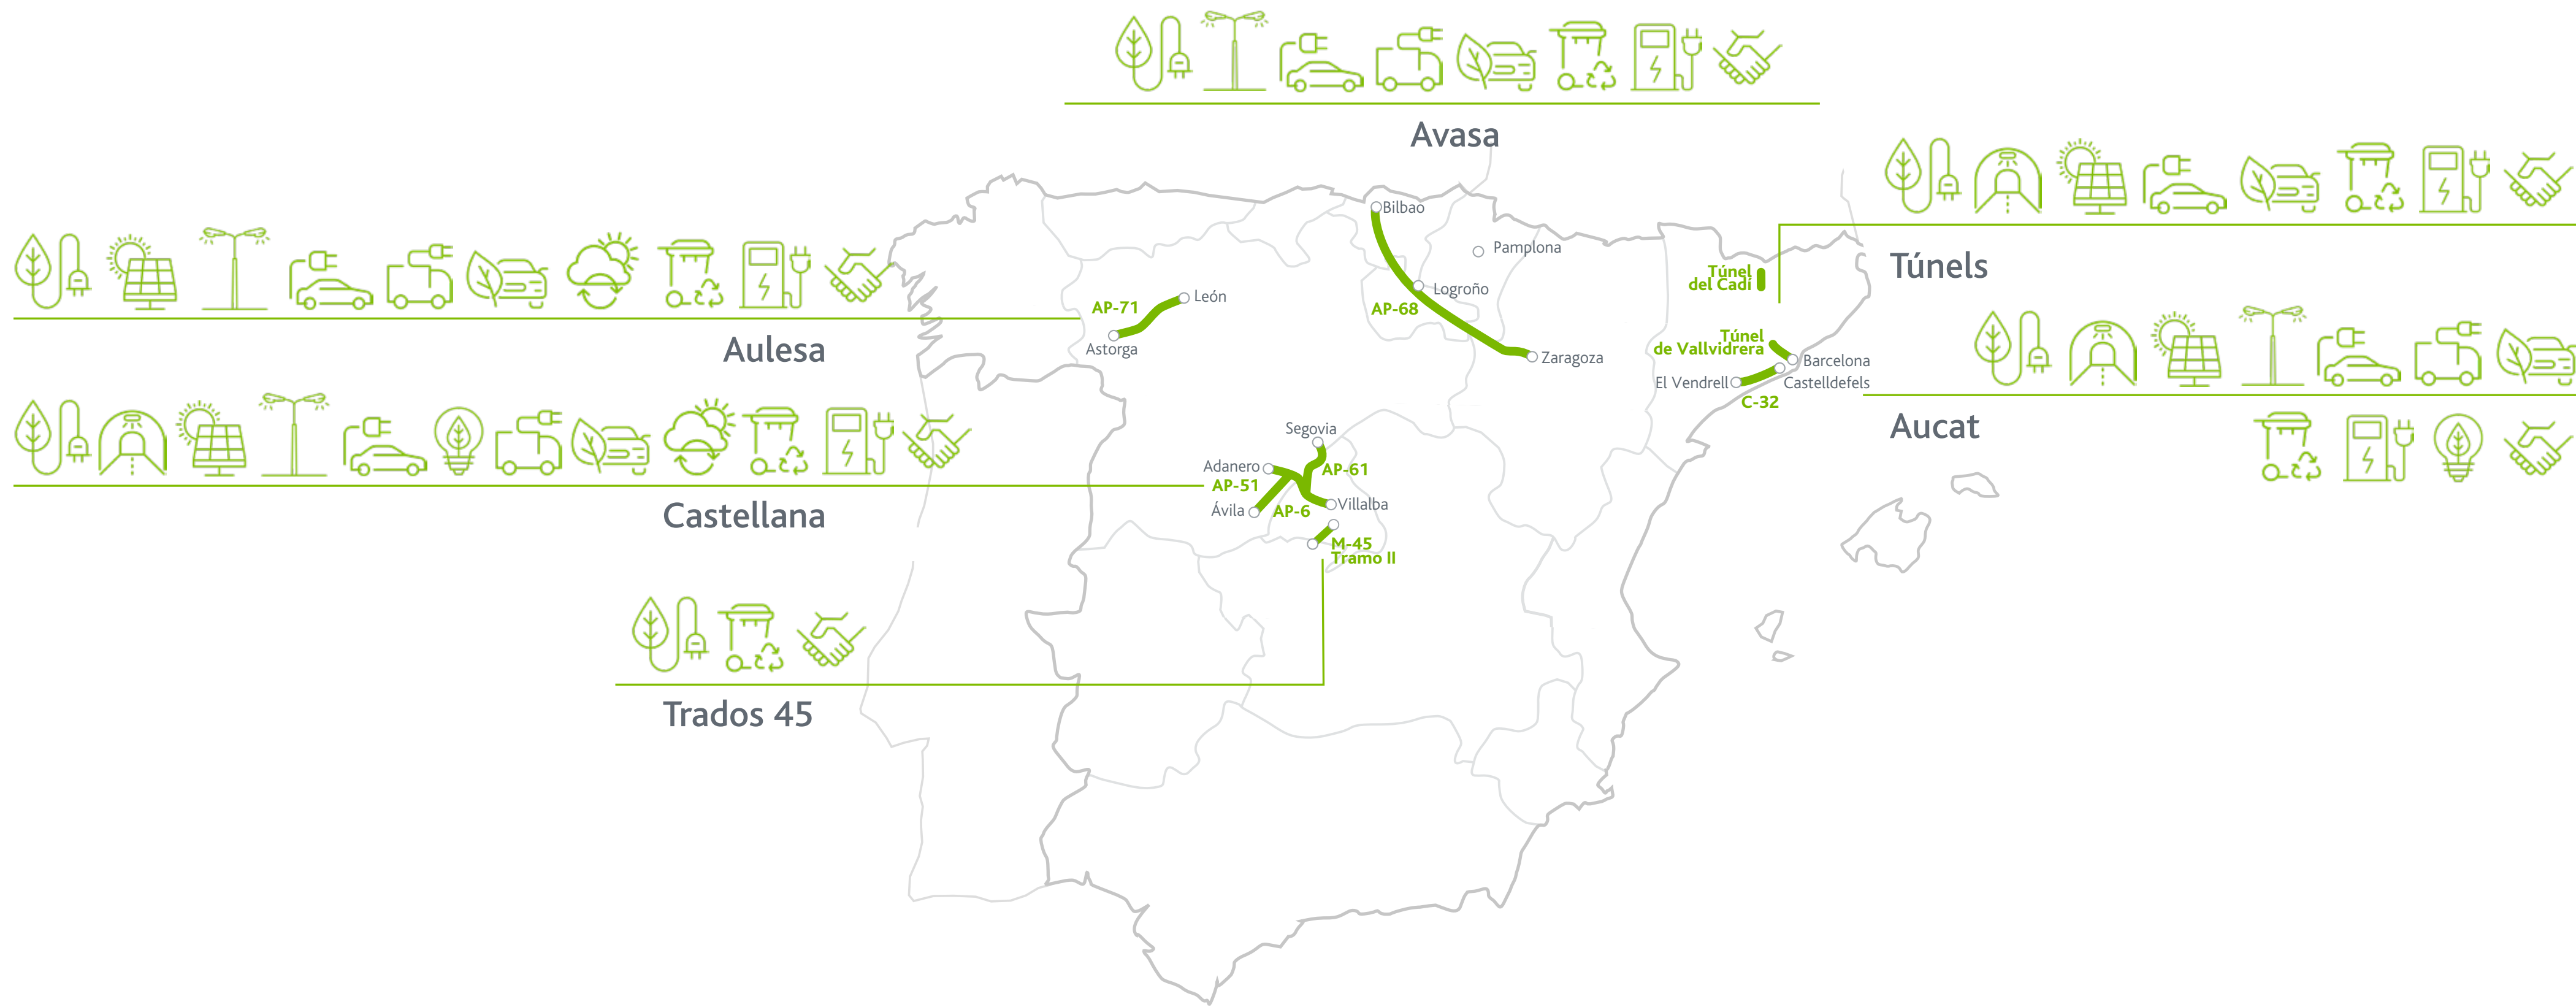 Avasa
Bilbao
Pamplona
Túnels
Túnel
del Cadí
León
AP-71
Logroño
AP-68
Astorga
Aulesa
Túnel
de Vallvidrera
Zaragoza
Barcelona
El Vendrell
Castelldefels
C-32
Aucat
Segovia
Adanero
AP-61
AP-51
Castellana
Ávila
AP-6
Villalba
M-45
Tramo II
Trados 45